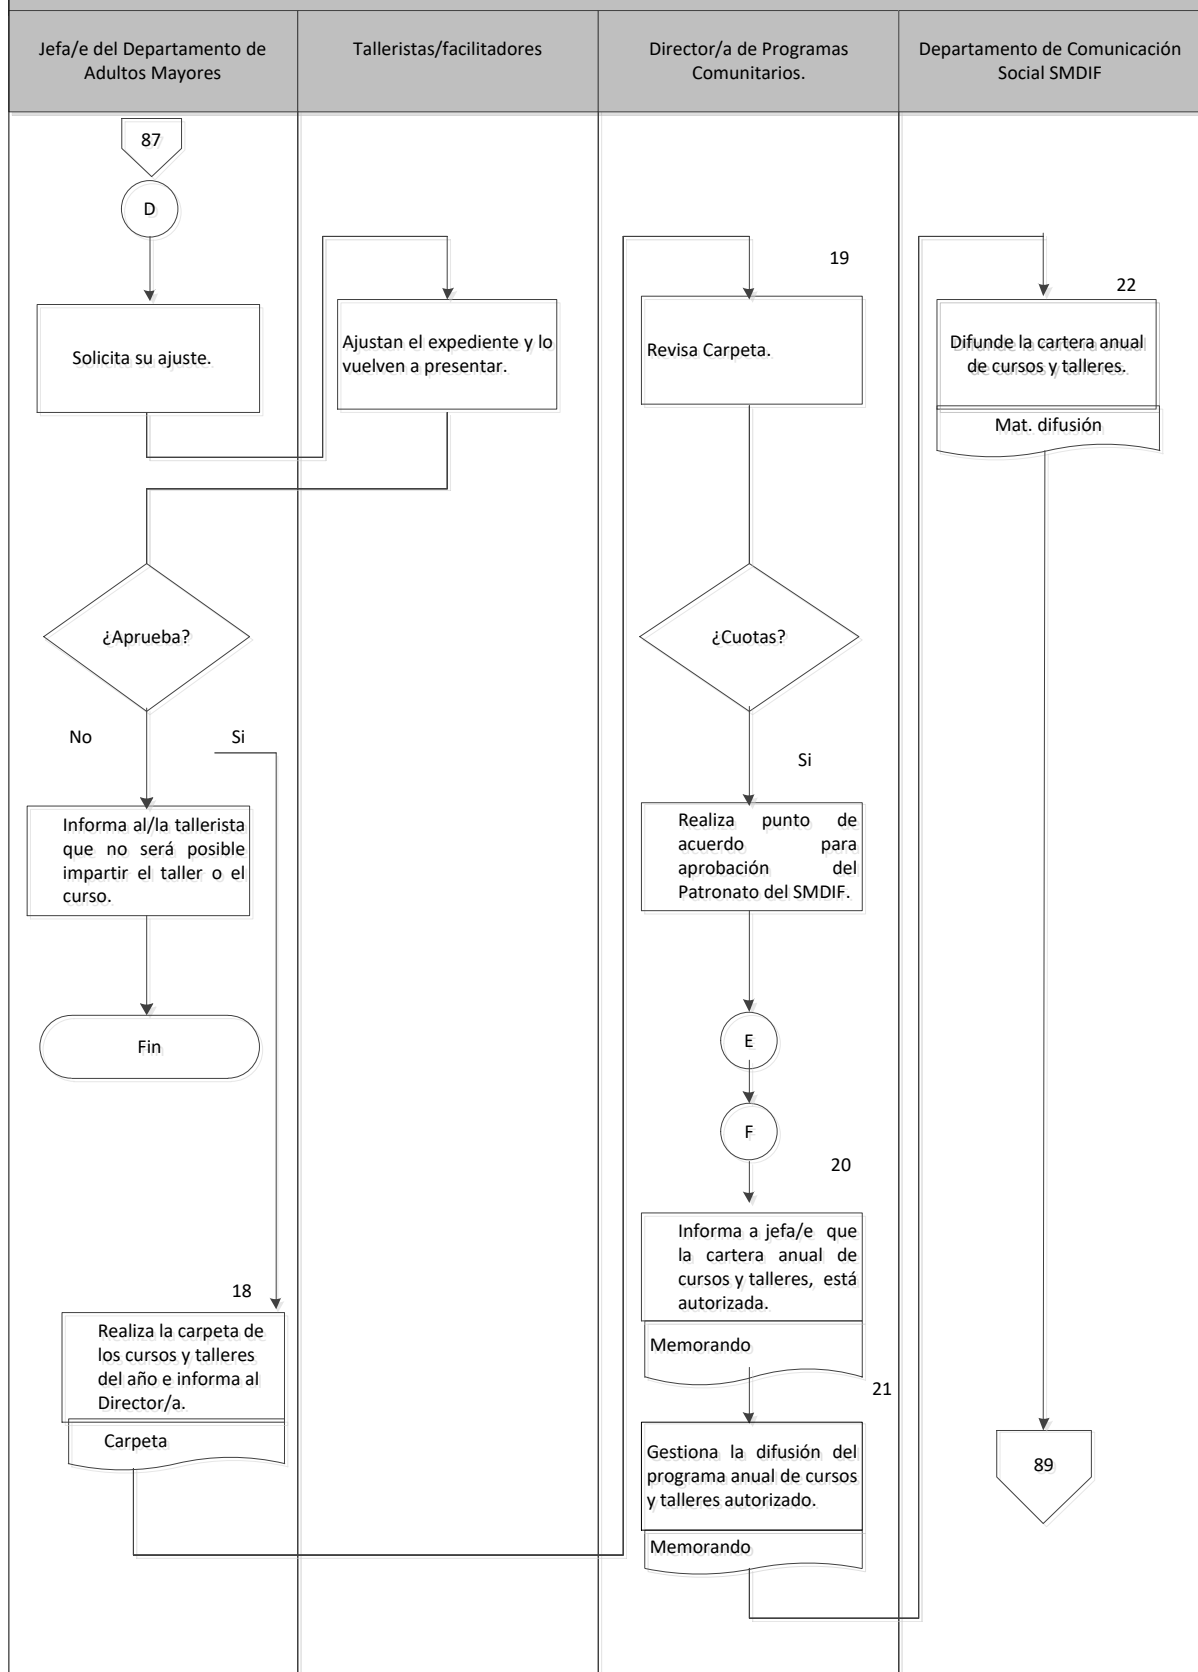 Jefa/e del Departamento de
Adultos Mayores
Talleristas/facilitadores
Director/a de Programas
Comunitarios.
Departamento de Comunicación
Social SMDIF
87
D
Solicita su ajuste.
¿Aprueba?
No
Si
Informa al/la tallerista
que no será posible
impartir el taller o el
curso.
Fin
18
Realiza la carpeta de
los cursos y talleres
del año e informa al
Director/a.
Carpeta
Ajustan el expediente y lo
vuelven a presentar.
19
Revisa Carpeta.
¿Cuotas?
Si
Realiza punto de
acuerdo para
aprobación del
Patronato del SMDIF.
E
F
20
Informa a jefa/e que
la cartera anual de
cursos y talleres, está
autorizada.
Memorando
21
Gestiona la difusión del
programa anual de cursos
y talleres autorizado.
Memorando
22
Difunde la cartera anual
de cursos y talleres.
Mat. difusión
89